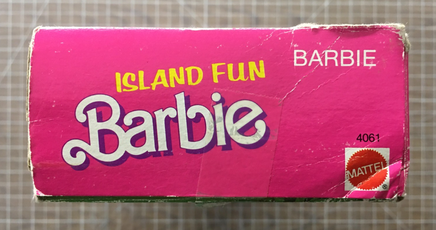 ISLAND FUN
Barbie
BARBIE
4061
MATTEL